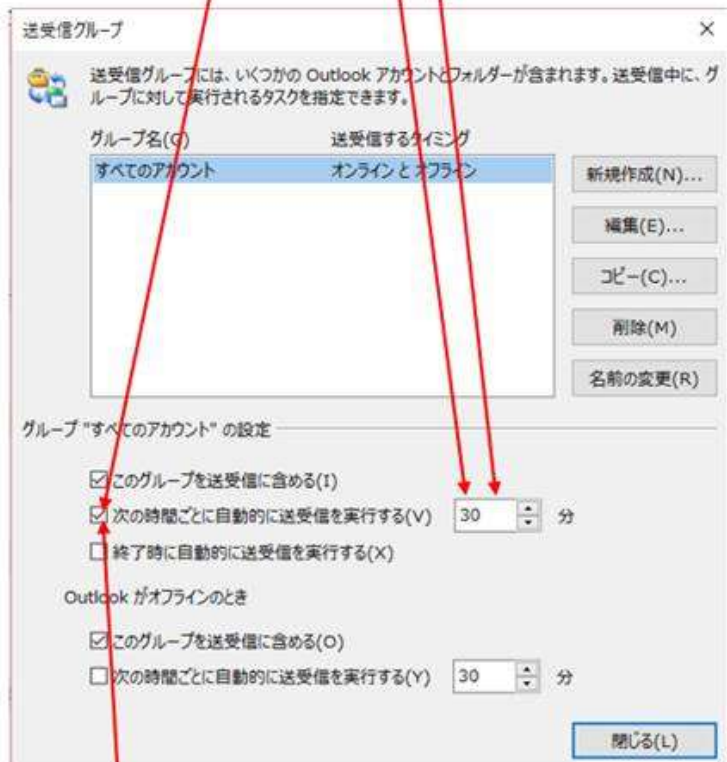 送受信グループ
送受信グループには、いくつかの Outlook アカウントとフォルダーが含まれます。送受信中に、グ
ループに対して実行されるタスクを指定できます。
グループ名(G) 送受信するタイミング
すべてのアカウント オンライン と オフライン
新規作成(N)...
編集(E)...
コピー(C)...
削除(M)
名前の変更(R)
グループ "すべてのアカウント" の設定
このグループを送受信に含める(I)
次の時間ごとに自動的に送受信を実行する(V) 30 分
終了時に自動的に送受信を実行する(X)
Outlook がオフラインのとき
このグループを送受信に含める(O)
次の時間ごとに自動的に送受信を実行する(Y) 30 分
閉じる(L)